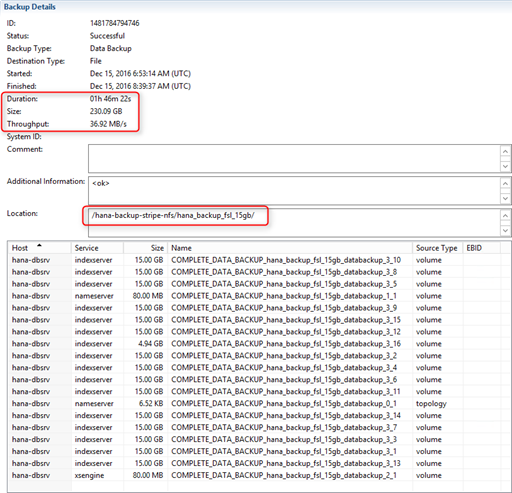 Backup Details
ID: 1481784794746
Status: Successful
Backup Type: Data Backup
Destination Type: File
Started: Dec 15, 2016 6:53:14 AM (UTC)
Finished: Dec 15, 2016 8:39:37 AM (UTC)
Duration: 01h 46m 22s
Size: 230.09 GB
Throughput: 36.92 MB/s
System ID:
Comment:
Additional Information: <ok>
Location: /hana-backup-stripe-nfs/hana_backup_fsl_15gb/
Host Service Size Name Source Type EBID
hana-dbsrv indexserver 15.00 GB COMPLETE_DATA_BACKUP_hana_backup_fsl_15gb_databackup_3_10 volume
hana-dbsrv indexserver 15.00 GB COMPLETE_DATA_BACKUP_hana_backup_fsl_15gb_databackup_3_8 volume
hana-dbsrv indexserver 15.00 GB COMPLETE_DATA_BACKUP_hana_backup_fsl_15gb_databackup_3_5 volume
hana-dbsrv nameserver 80.00 MB COMPLETE_DATA_BACKUP_hana_backup_fsl_15gb_databackup_1_1 volume
hana-dbsrv indexserver 15.00 GB COMPLETE_DATA_BACKUP_hana_backup_fsl_15gb_databackup_3_9 volume
hana-dbsrv indexserver 15.00 GB COMPLETE_DATA_BACKUP_hana_backup_fsl_15gb_databackup_3_15 volume
hana-dbsrv indexserver 15.00 GB COMPLETE_DATA_BACKUP_hana_backup_fsl_15gb_databackup_3_12 volume
hana-dbsrv indexserver 4.94 GB COMPLETE_DATA_BACKUP_hana_backup_fsl_15gb_databackup_3_16 volume
hana-dbsrv indexserver 15.00 GB COMPLETE_DATA_BACKUP_hana_backup_fsl_15gb_databackup_3_2 volume
hana-dbsrv indexserver 15.00 GB COMPLETE_DATA_BACKUP_hana_backup_fsl_15gb_databackup_3_4 volume
hana-dbsrv indexserver 15.00 GB COMPLETE_DATA_BACKUP_hana_backup_fsl_15gb_databackup_3_6 volume
hana-dbsrv indexserver 15.00 GB COMPLETE_DATA_BACKUP_hana_backup_fsl_15gb_databackup_3_11 volume
hana-dbsrv nameserver 6.52 KB COMPLETE_DATA_BACKUP_hana_backup_fsl_15gb_databackup_0_1 topology
hana-dbsrv indexserver 15.00 GB COMPLETE_DATA_BACKUP_hana_backup_fsl_15gb_databackup_3_14 volume
hana-dbsrv indexserver 15.00 GB COMPLETE_DATA_BACKUP_hana_backup_fsl_15gb_databackup_3_7 volume
hana-dbsrv indexserver 15.00 GB COMPLETE_DATA_BACKUP_hana_backup_fsl_15gb_databackup_3_3 volume
hana-dbsrv indexserver 15.00 GB COMPLETE_DATA_BACKUP_hana_backup_fsl_15gb_databackup_3_1 volume
hana-dbsrv indexserver 15.00 GB COMPLETE_DATA_BACKUP_hana_backup_fsl_15gb_databackup_3_13 volume
hana-dbsrv xsengine 80.00 MB COMPLETE_DATA_BACKUP_hana_backup_fsl_15gb_databackup_2_1 volume